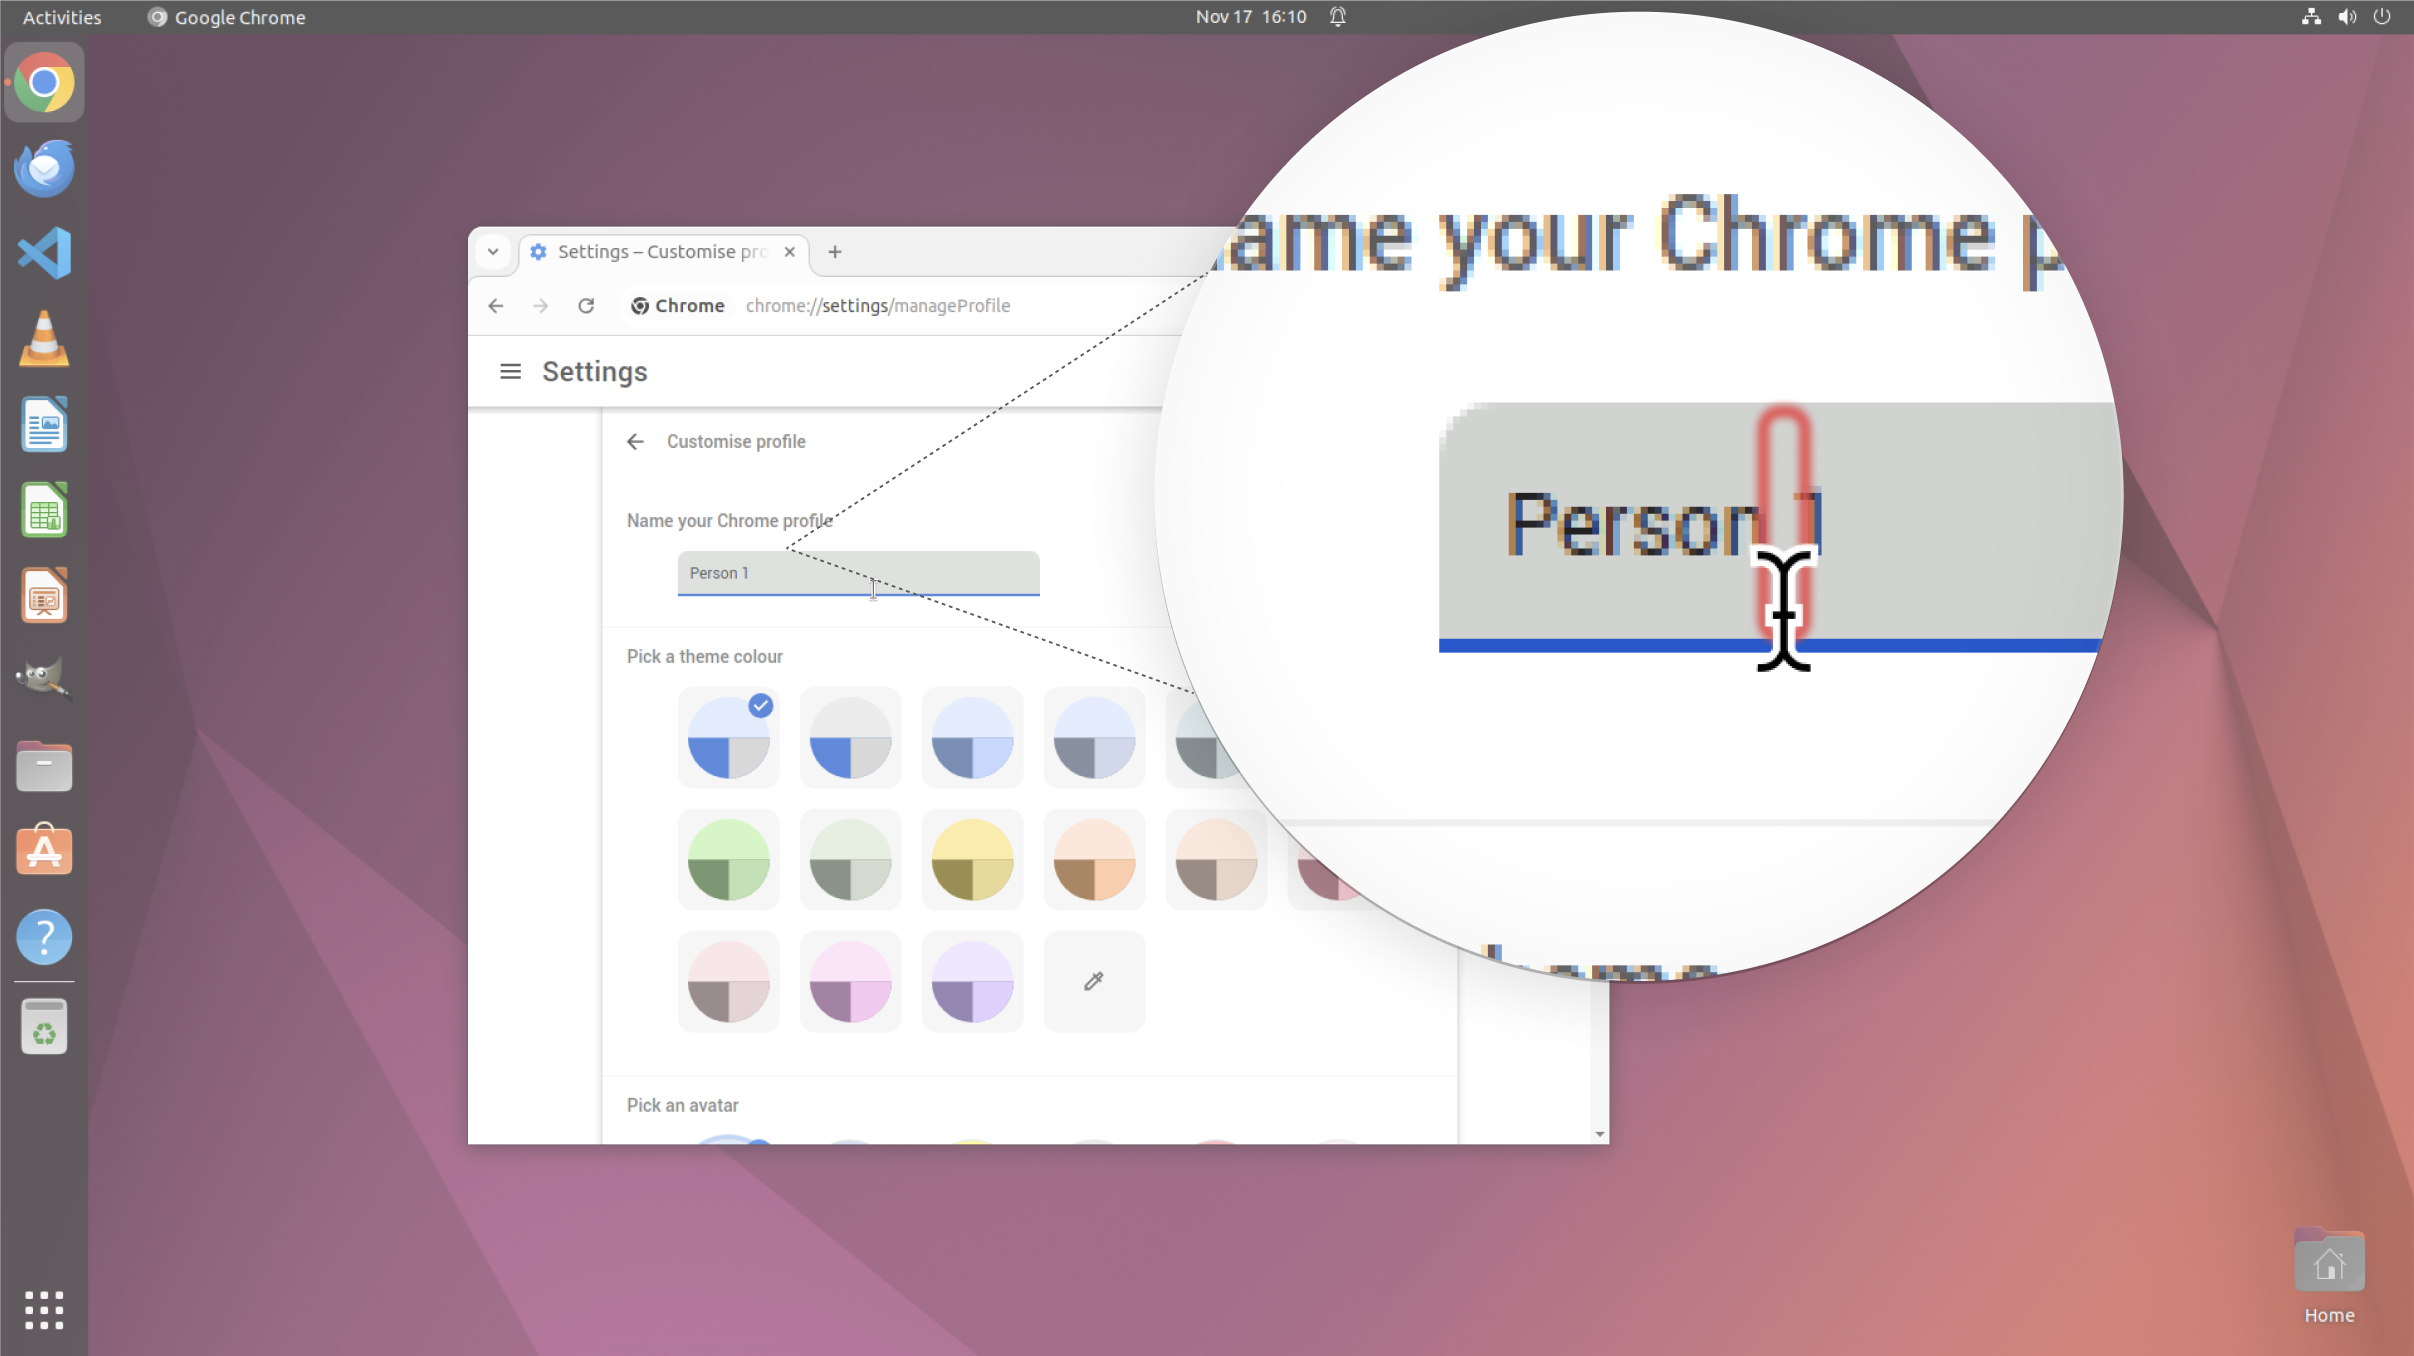 Activities Google Chrome Nov 17 16:10
Settings – Customise pro
Chrome chrome://settings/manageProfile
Settings
Customise profile
Name your Chrome profile
Person 1
Pick a theme colour
Pick an avatar
ame your Chrome p
Person 1
Home